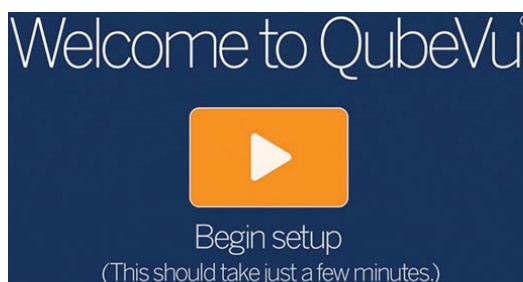 Welcome to QubeVu
Begin setup
(This should take just a few minutes.)